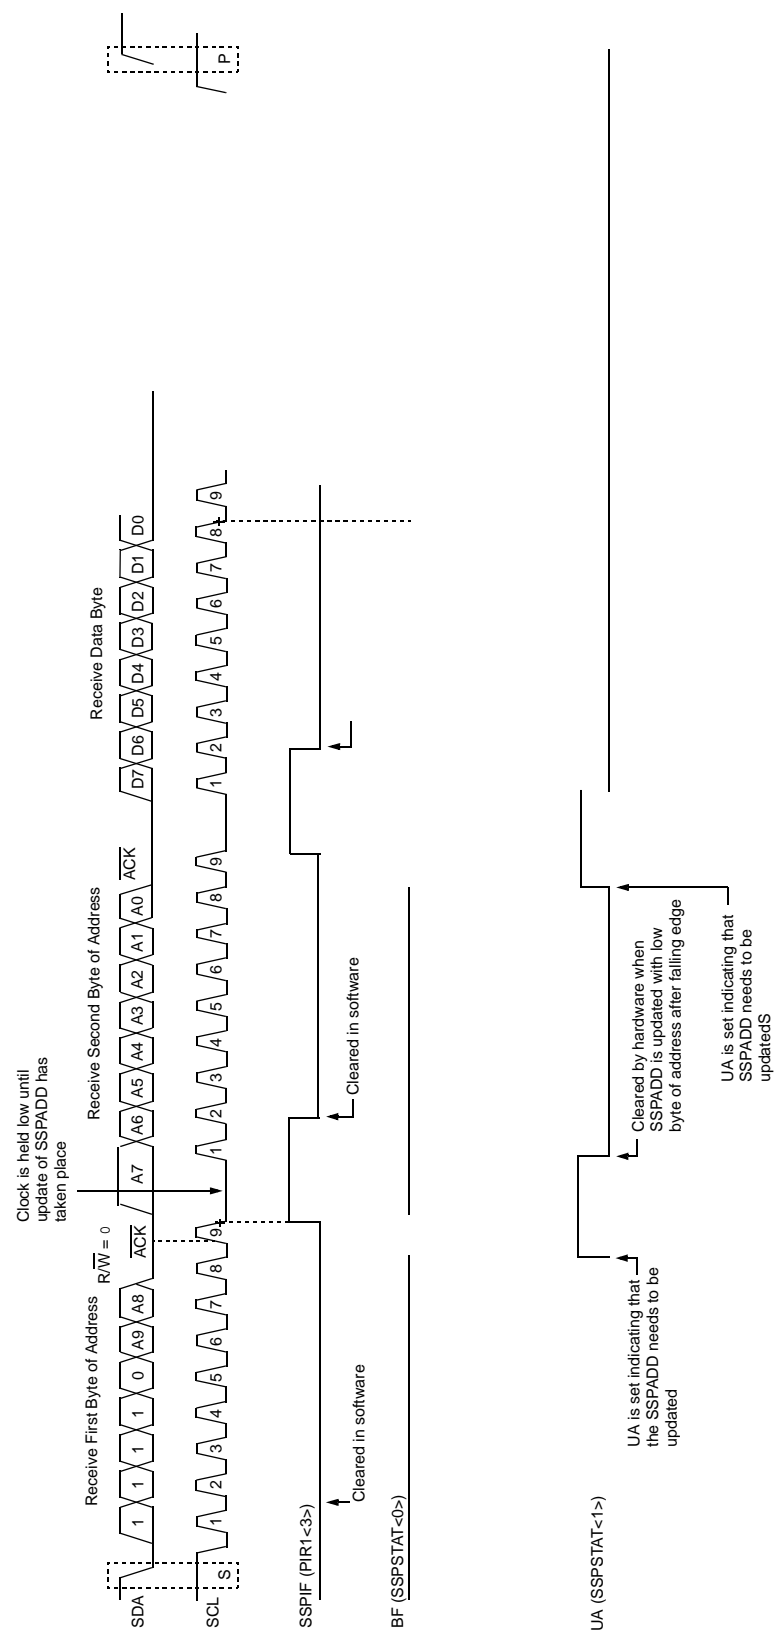 Receive First Byte of Address
R/W = 0
Clock is held low until
update of SSPADD has
taken place
Receive Second Byte of Address
Receive Data Byte
SDA
1 1 1 1 0 A9 A8 ACK A7 A6 A5 A4 A3 A2 A1 A0 ACK D7 D6 D5 D4 D3 D2 D1 D0
SCL
S 1 2 3 4 5 6 7 8 9 1 2 3 4 5 6 7 8 9 1 2 3 4 5 6 7 8 9 P
SSPIF (PIR1<3>)
Cleared in software
Cleared in software
BF (SSPSTAT<0>)
UA (SSPSTAT<1>)
UA is set indicating that
the SSPADD needs to be
updated
Cleared by hardware when
SSPADD is updated with low
byte of address after falling edge
UA is set indicating that
SSPADD needs to be
updatedS